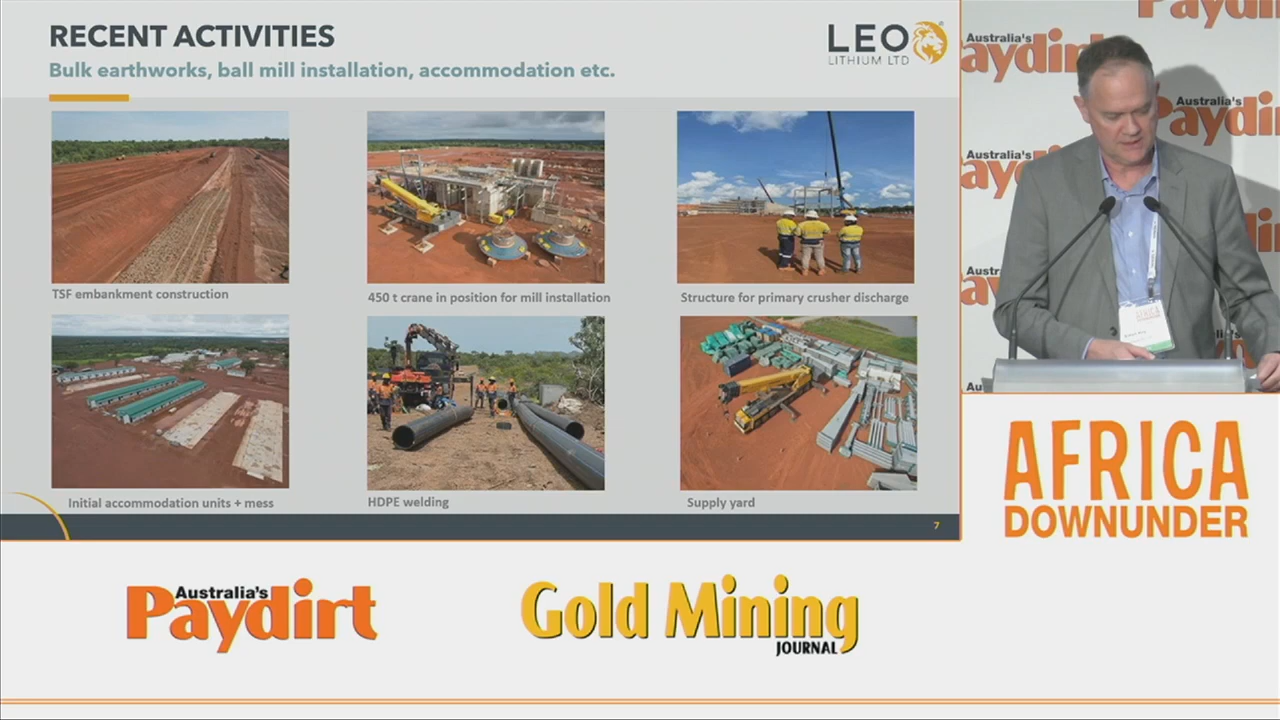 RECENT ACTIVITIES
Bulk earthworks, ball mill installation, accommodation etc.
LEO
LITHIUM LTD
TSF embankment construction
450 t crane in position for mill installation
Structure for primary crusher discharge
Initial accommodation units + mess
HDPE welding
Supply yard
7
Paydirt
Australia's
aydirt
Australia's
Paydirt
Australia's
AFRICA
DOWNUNDER
Australia's
Paydirt
Gold Mining
JOURNAL